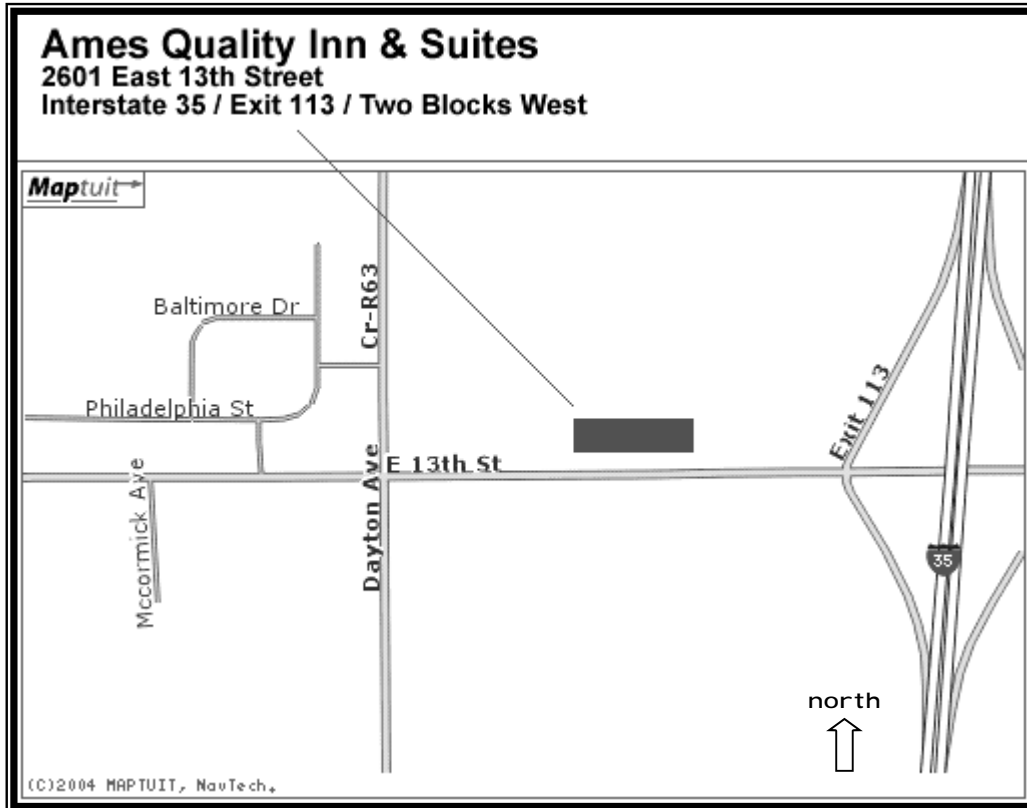 Ames Quality Inn & Suites
2601 East 13th Street
Interstate 35 / Exit 113 / Two Blocks West
Maptuit
Baltimore Dr
Cr-R63
Philadelphia St
Exit 113
E 13th St
Mccormick Ave
Dayton Ave
35
north
(C)2004 MAPTUIT, NavTech.